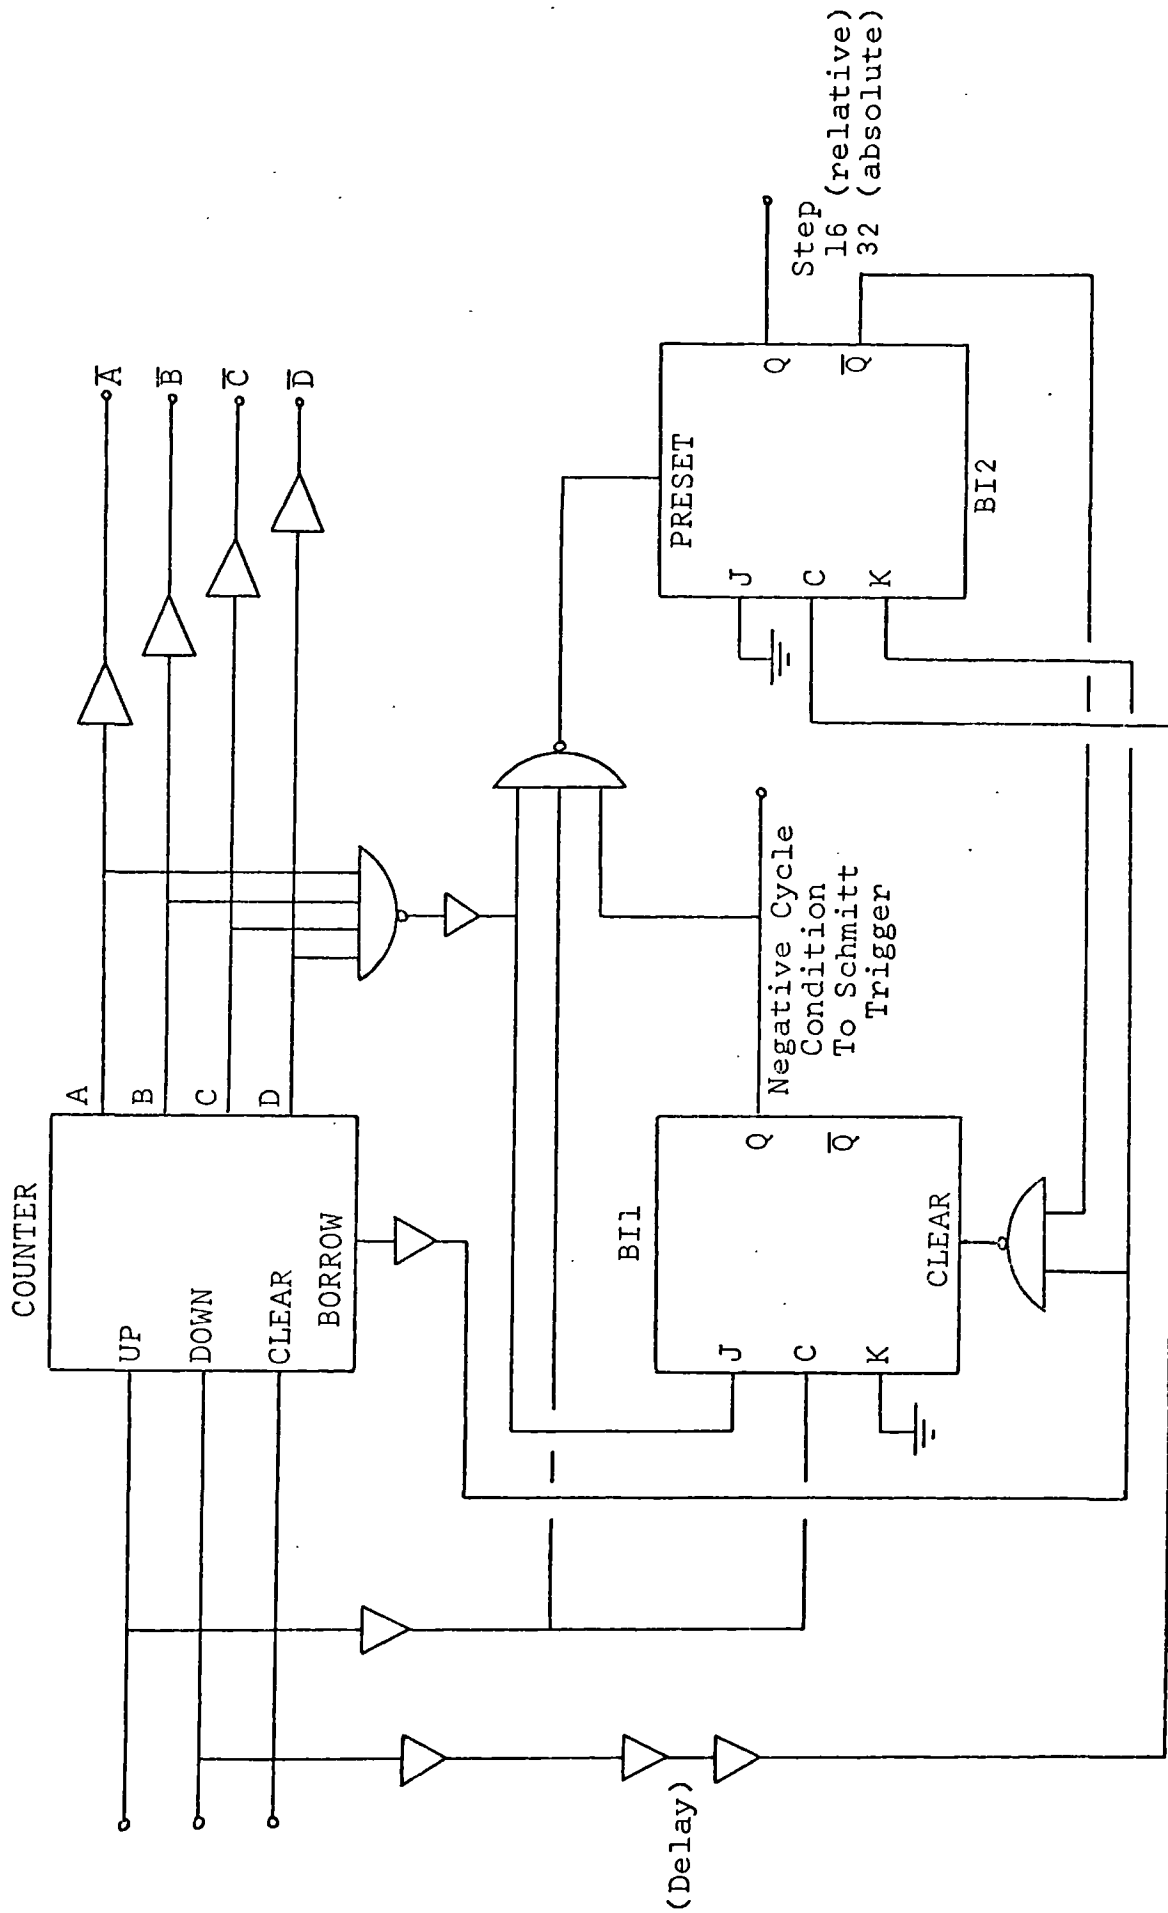 COUNTER
UP
DOWN
CLEAR
BORROW
A
B
C
D
A̅
B̅
C̅
D̅
(Delay)
BI1
J
C
K
Q
Q̅
CLEAR
Negative Cycle
Condition
To Schmitt
Trigger
PRESET
J
C
K
Q
Q̅
BI2
Step
16 (relative)
32 (absolute)